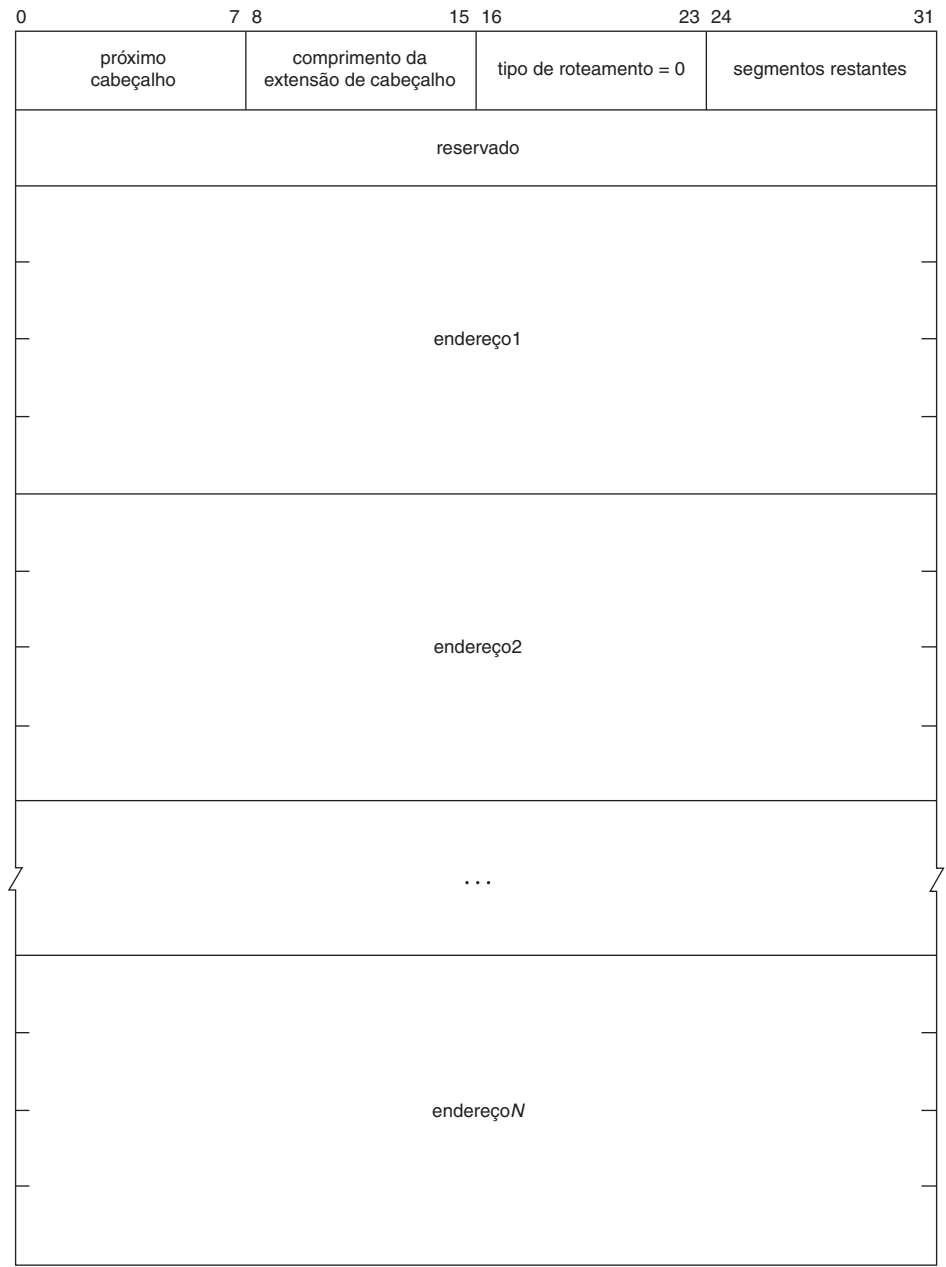 0 7 8 15 16 23 24 31
próximo
cabeçalho
comprimento da
extensão de cabeçalho
tipo de roteamento = 0
segmentos restantes
reservado
endereço1
endereço2
...
endereçoN